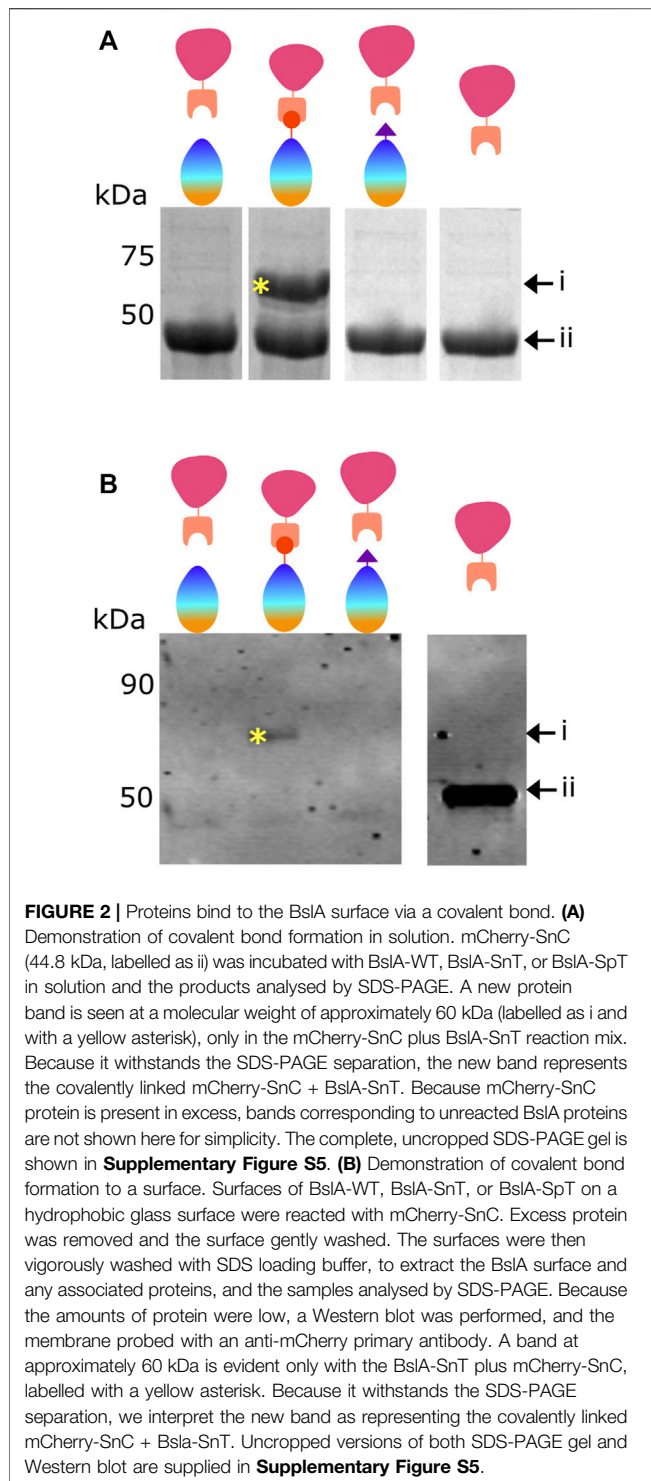 A
kDa
75
50
* i
ii
B
kDa
90
* i
50 ii
FIGURE 2 | Proteins bind to the BslA surface via a covalent bond. (A)
Demonstration of covalent bond formation in solution. mCherry-SnC
(44.8 kDa, labelled as ii) was incubated with BslA-WT, BslA-SnT, or BslA-SpT
in solution and the products analysed by SDS-PAGE. A new protein
band is seen at a molecular weight of approximately 60 kDa (labelled as i and
with a yellow asterisk), only in the mCherry-SnC plus BslA-SnT reaction mix.
Because it withstands the SDS-PAGE separation, the new band represents
the covalently linked mCherry-SnC + BslA-SnT. Because mCherry-SnC
protein is present in excess, bands corresponding to unreacted BslA proteins
are not shown here for simplicity. The complete, uncropped SDS-PAGE gel is
shown in Supplementary Figure S5. (B) Demonstration of covalent bond
formation to a surface. Surfaces of BslA-WT, BslA-SnT, or BslA-SpT on a
hydrophobic glass surface were reacted with mCherry-SnC. Excess protein
was removed and the surface gently washed. The surfaces were then
vigorously washed with SDS loading buffer, to extract the BslA surface and
any associated proteins, and the samples analysed by SDS-PAGE. Because
the amounts of protein were low, a Western blot was performed, and the
membrane probed with an anti-mCherry primary antibody. A band at
approximately 60 kDa is evident only with the BslA-SnT plus mCherry-SnC,
labelled with a yellow asterisk. Because it withstands the SDS-PAGE
separation, we interpret the new band as representing the covalently linked
mCherry-SnC + Bsla-SnT. Uncropped versions of both SDS-PAGE gel and
Western blot are supplied in Supplementary Figure S5.